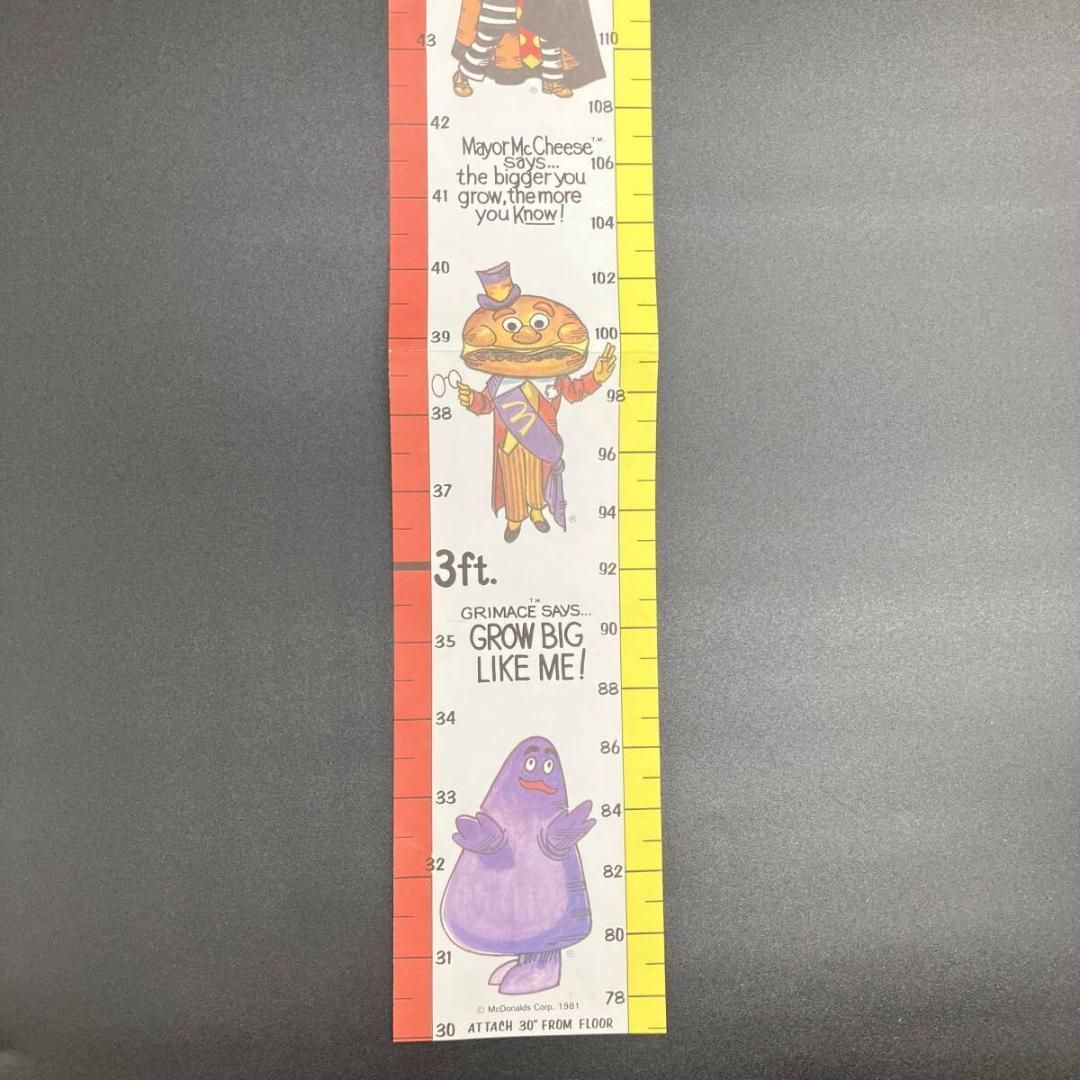 43
110
®
108
42
Mayor McCheese™
says...
106
the bigger you
41
grow, the more
you Know!
104
40
102
39
100
98
38
96
37
94
®
3ft.
92
GRIMACE™ SAYS...
90
35
GROW BIG
LIKE ME!
88
34
86
33
84
32
82
80
31
®
78
© McDonalds Corp. 1981
30 ATTACH 30" FROM FLOOR